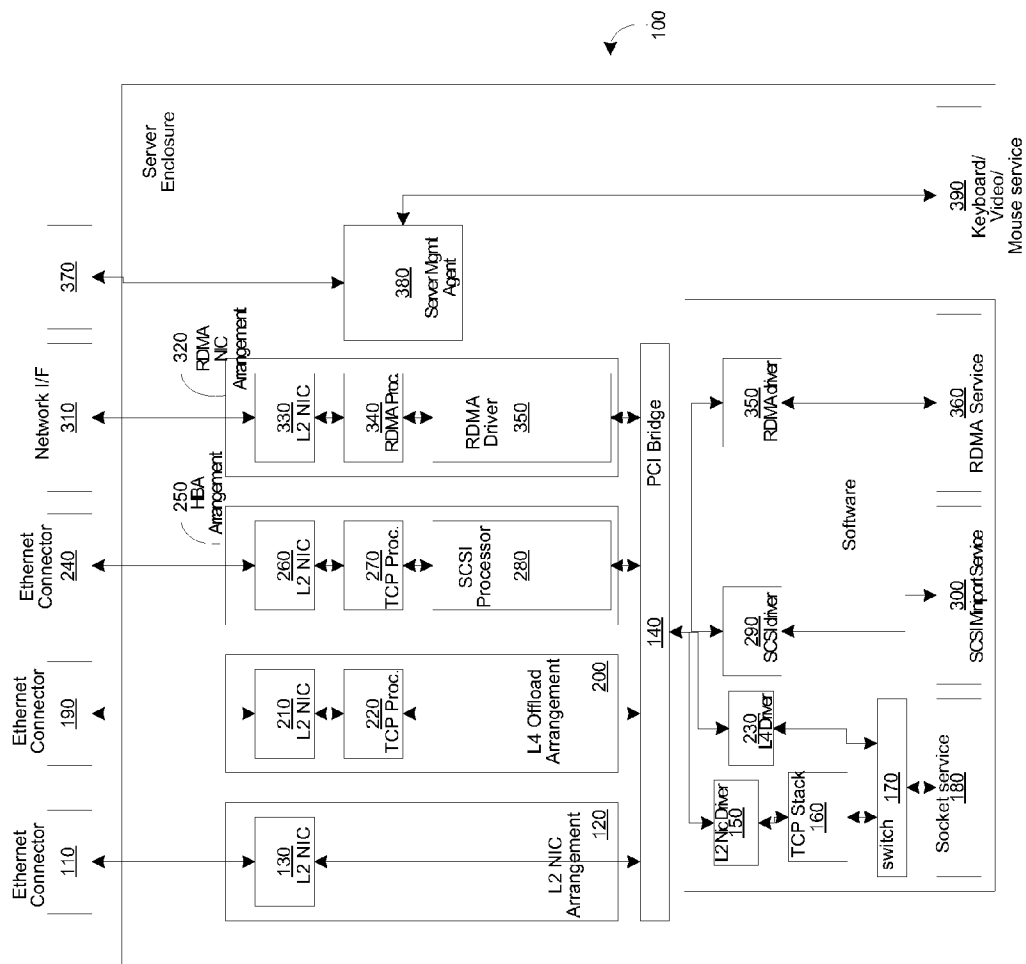 Ethernet
Connector
110
Ethernet
Connector
190
Ethernet
Connector
240
Network I/F
310
370
Server
Enclosure
100
250 HBA
Arrangement
320 RDMA
NIC
Arrangement
130
L2 NIC
L2 NIC
Arrangement
120
210
L2 NIC
220
TCP Proc.
L4 Offload
Arrangement
200
260
L2 NIC
270
TCP Proc.
SCSI
Processor
280
330
L2 NIC
340
RDMA Proc.
RDMA
Driver
350
380
Server Mgmt
Agent
140
PCI Bridge
L2 Nic Driver
150
TCP Stack
160
230
L4 Driver
290
SCSI driver
350
RDMA driver
Software
switch
170
Socket service
180
300
SCSI Miniport Service
360
RDMA Service
390
Keyboard/
Video/
Mouse service